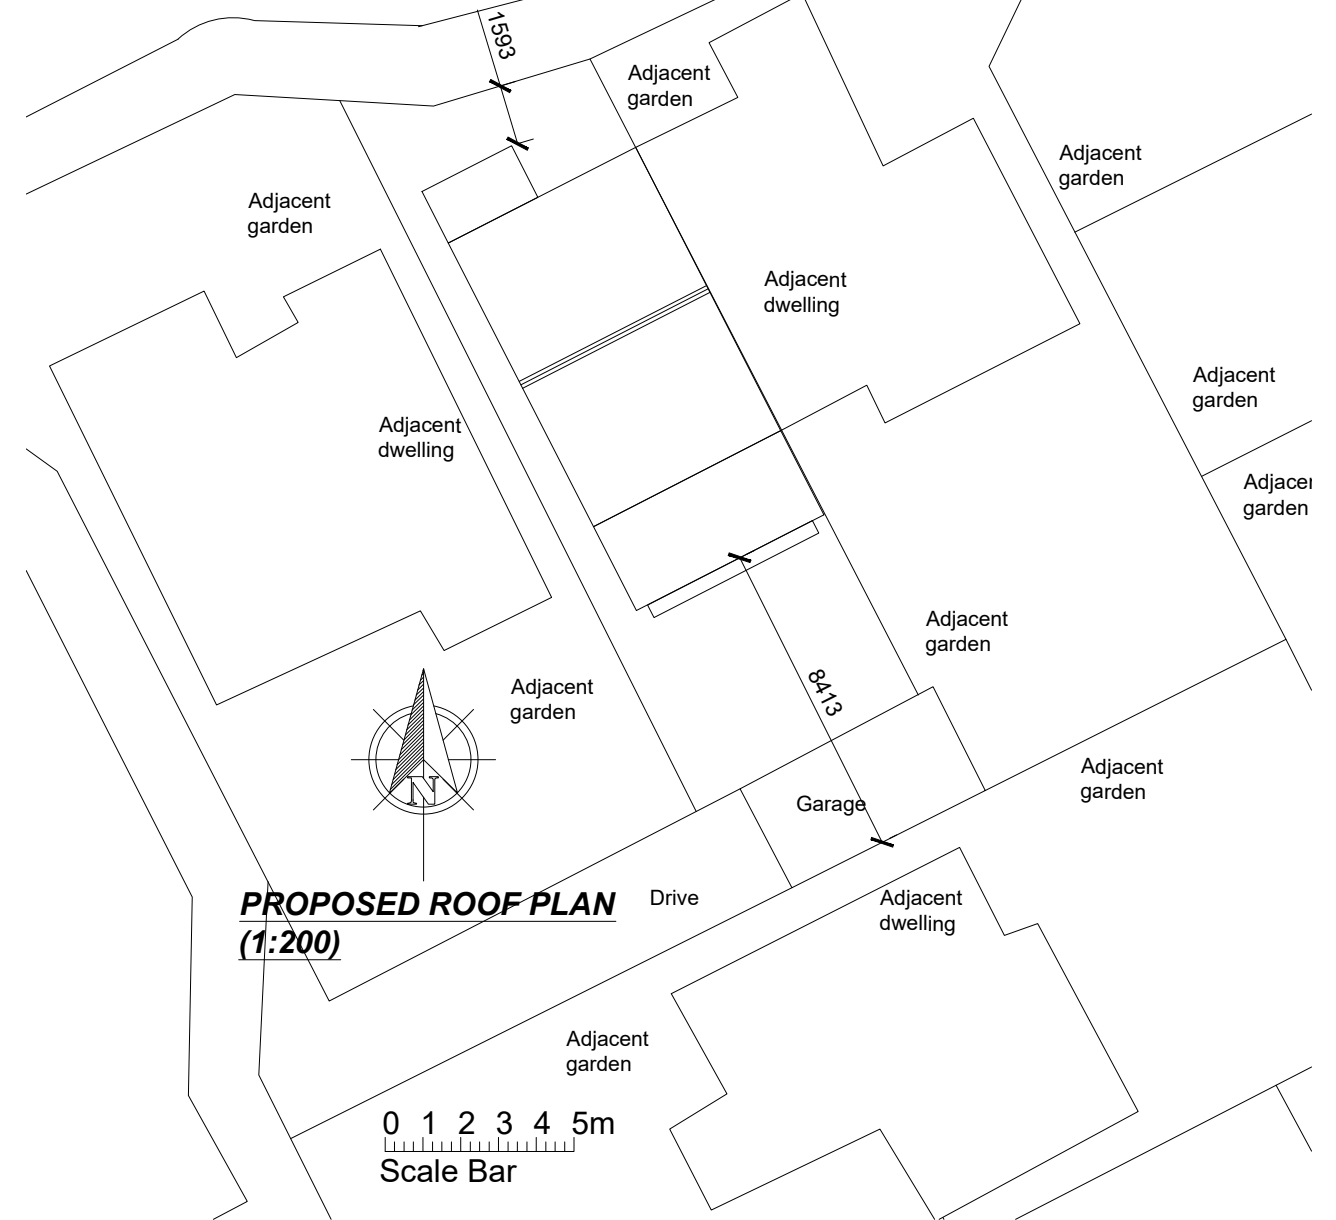 1593
Adjacent
garden
Adjacent
garden
Adjacent
garden
Adjacent
dwelling
Adjacent
garden
Adjacent
dwelling
Adjacer
garden
Adjacent
garden
8413
Adjacent
garden
Adjacent
garden
N
Garage
PROPOSED ROOF PLAN
(1:200)
Drive
Adjacent
dwelling
Adjacent
garden
0 1 2 3 4 5m
Scale Bar